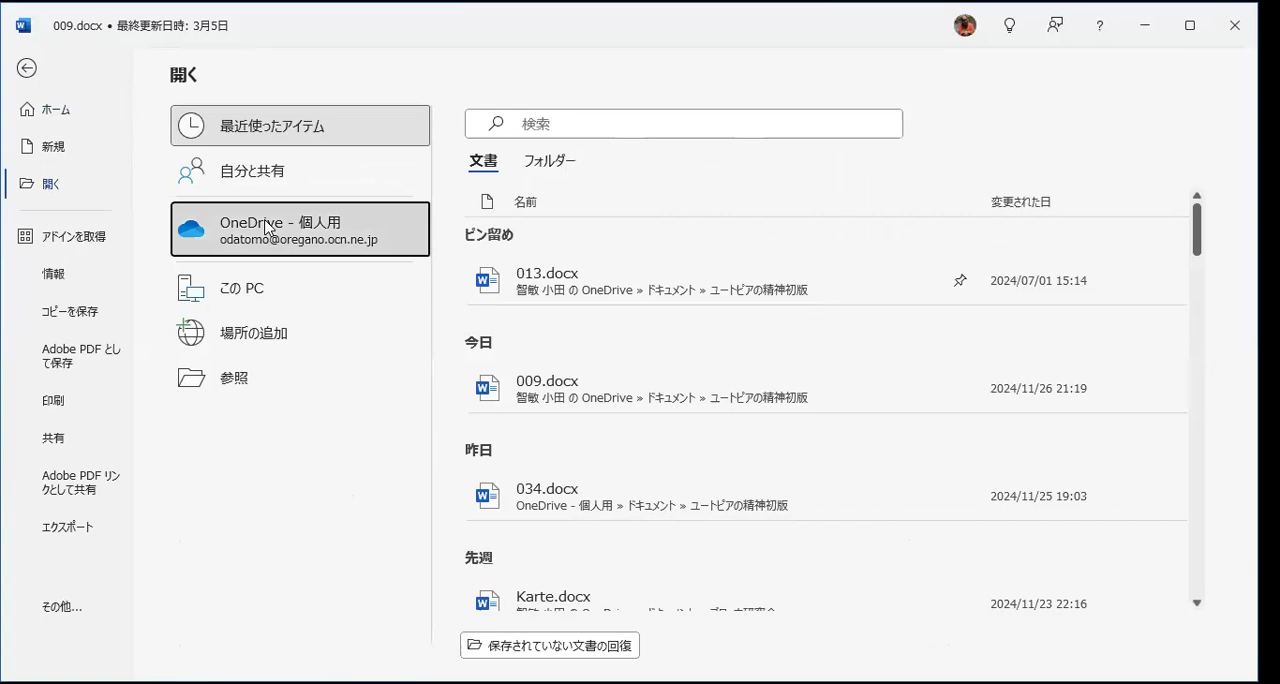 009.docx • 最終更新日時: 3月5日
?
ホーム
新規
開く
アドインを取得
情報
コピーを保存
Adobe PDF とし
て保存
印刷
共有
Adobe PDF リン
クとして共有
エクスポート
その他...
開く
最近使ったアイテム
自分と共有
OneDrive - 個人用
odatomo@oregano.ocn.ne.jp
この PC
場所の追加
参照
検索
文書 フォルダー
名前 変更された日
ピン留め
013.docx 2024/07/01 15:14
智敏 小田 の OneDrive » ドキュメント » ユートピアの精神初版
今日
009.docx 2024/11/26 21:19
智敏 小田 の OneDrive » ドキュメント » ユートピアの精神初版
昨日
034.docx 2024/11/25 19:03
OneDrive - 個人用 » ドキュメント » ユートピアの精神初版
先週
Karte.docx 2024/11/23 22:16
智敏 小田 の OneDrive » ドキュメント »
保存されていない文書の回復